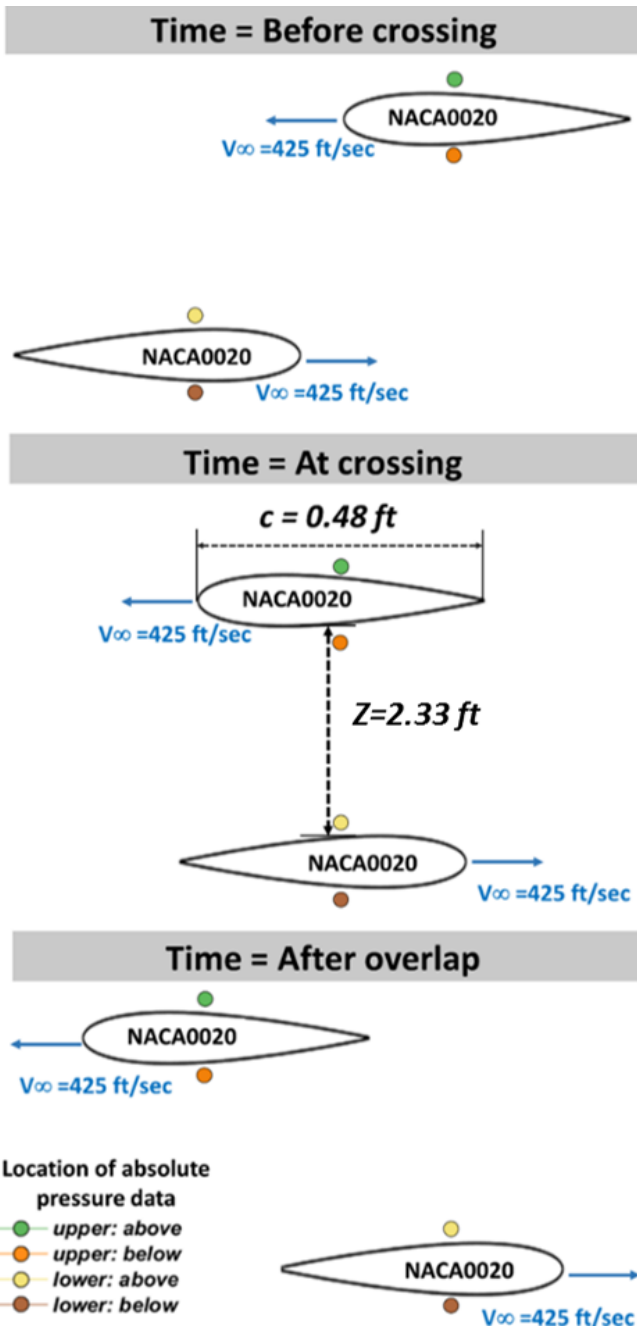 Time = Before crossing
NACA0020
V∞ =425 ft/sec
NACA0020
V∞ =425 ft/sec
Time = At crossing
c = 0.48 ft
NACA0020
V∞ =425 ft/sec
Z=2.33 ft
NACA0020
V∞ =425 ft/sec
Time = After overlap
NACA0020
V∞ =425 ft/sec
Location of absolute
pressure data
upper: above
upper: below
lower: above
lower: below
NACA0020
V∞ =425 ft/sec